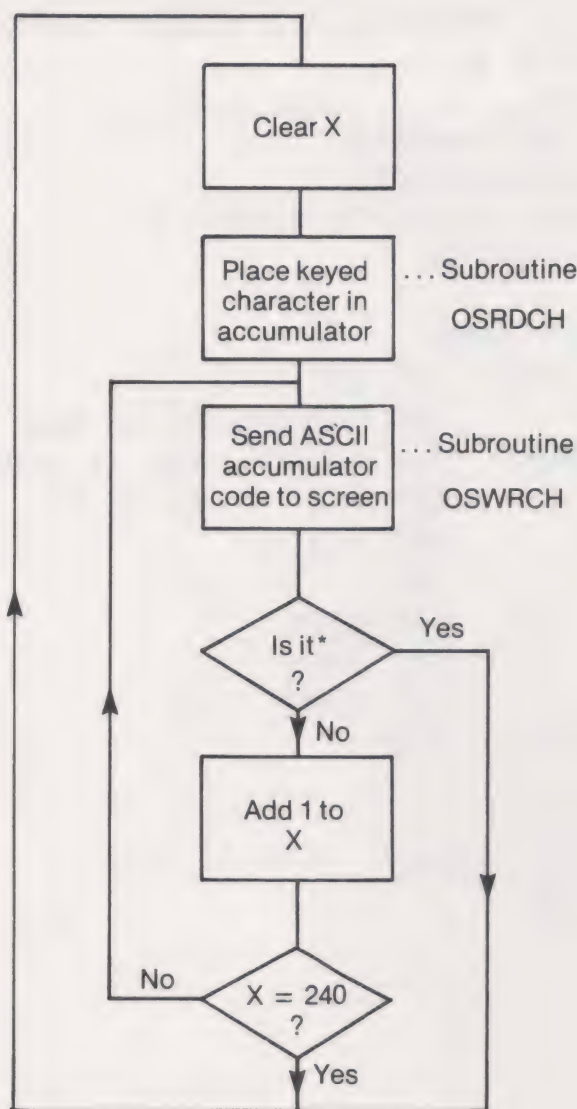 Clear X
Place keyed
character in
accumulator
... Subroutine
OSRDCH
Send ASCII
accumulator
code to screen
... Subroutine
OSWRCH
Is it*
?
Yes
No
Add 1 to
X
No
X = 240
?
Yes